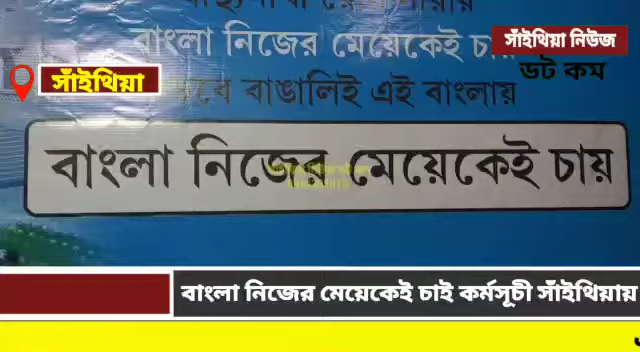 বাংলা নিজের মেয়েকেই চায়
সাঁইথিয়া নিউজ
ডট কম
সাঁইথিয়া
বাঙালিই এই বাংলায়
বাংলা নিজের মেয়েকেই চায়
বাংলা নিজের মেয়েকেই চাই কর্মসূচী সাঁইথিয়ায়